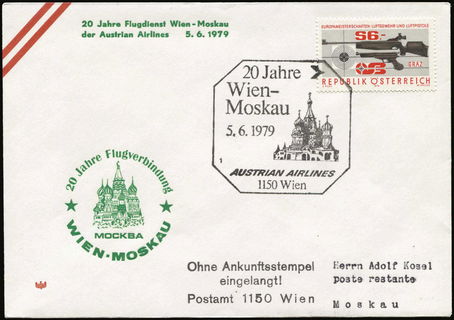 20 Jahre Flugdienst Wien-Moskau
der Austrian Airlines 5.6.1979
EUROPAMEISTERSCHAFTEN LUFTGEWEHR UND LUFTPISTOLE
S6.-
GRAZ
REPUBLIK ÖSTERREICH
20 Jahre
Wien-
Moskau
5.6.1979
1
AUSTRIAN AIRLINES
1150 Wien
20 Jahre Flugverbindung
МОСКВА
WIEN-MOSKAU
Ohne Ankunftsstempel
eingelangt!
Postamt 1150 Wien
Herrn Adolf Kosel
poste restante
Moskau